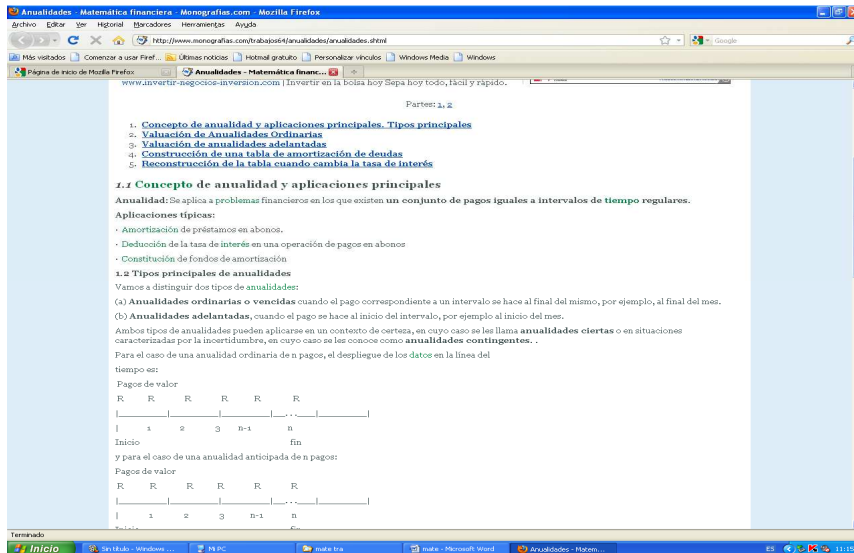 Anualidades - Matemática financiera - Monografias.com - Mozilla Firefox
Archivo Editar Ver Historial Marcadores Herramientas Ayuda
http://www.monografias.com/trabajos64/anualidades/anualidades.shtml
Google
Más visitados Comenzar a usar Firef... Últimas noticias Hotmail gratuito Personalizar vínculos Windows Media Windows
Página de inicio de Mozilla Firefox
Anualidades - Matemática financ...
www.invertir-negocios-inversion.com | Invertir en la bolsa hoy Sepa hoy todo, fácil y rápido.
Partes: 1, 2
1. Concepto de anualidad y aplicaciones principales. Tipos principales
2. Valuación de Anualidades Ordinarias
3. Valuación de anualidades adelantadas
4. Construcción de una tabla de amortización de deudas
5. Reconstrucción de la tabla cuando cambia la tasa de interés
1.1 Concepto de anualidad y aplicaciones principales
Anualidad: Se aplica a problemas financieros en los que existen un conjunto de pagos iguales a intervalos de tiempo regulares.
Aplicaciones típicas:
· Amortización de préstamos en abonos.
· Deducción de la tasa de interés en una operación de pagos en abonos
· Constitución de fondos de amortización
1.2 Tipos principales de anualidades
Vamos a distinguir dos tipos de anualidades:
(a) Anualidades ordinarias o vencidas cuando el pago correspondiente a un intervalo se hace al final del mismo, por ejemplo, al final del mes.
(b) Anualidades adelantadas, cuando el pago se hace al inicio del intervalo, por ejemplo al inicio del mes.
Ambos tipos de anualidades pueden aplicarse en un contexto de certeza, en cuyo caso se les llama anualidades ciertas o en situaciones
caracterizadas por la incertidumbre, en cuyo caso se les conoce como anualidades contingentes. .
Para el caso de una anualidad ordinaria de n pagos, el despliegue de los datos en la línea del
tiempo es:
Pagos de valor
R R R R R R
|__________|__________|__________|__...___|__________|
| 1 2 3 n-1 n
Inicio fin
y para el caso de una anualidad anticipada de n pagos:
Pagos de valor
R R R R R R
|__________|__________|__________|__...___|__________|
| 1 2 3 n-1 n
Inicio fin
Terminado
Inicio
Sin título - Windows ...
Mi PC
mate tra
mate - Microsoft Word
Anualidades - Matem...
ES
11:15